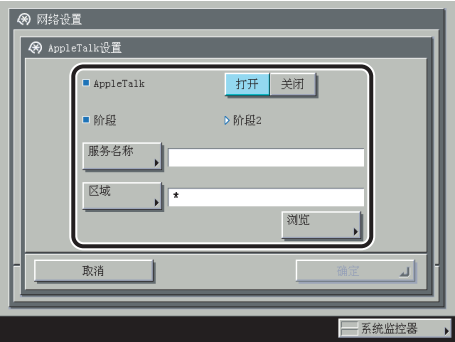 网络设置
AppleTalk设置
AppleTalk 打开 关闭
阶段 阶段2
服务名称
区域 *
浏览
取消 确定
系统监控器